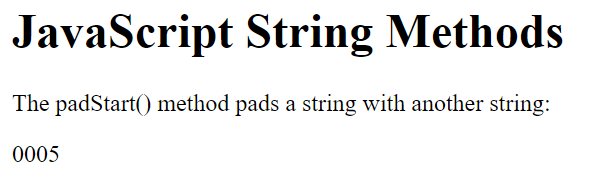 JavaScript String Methods
The padStart() method pads a string with another string:
0005